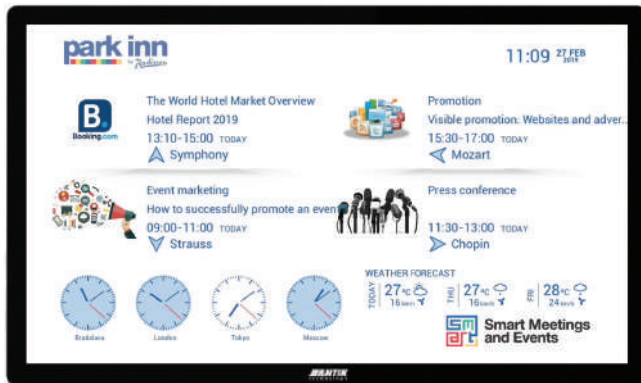 park inn
by Radisson
11:09 27 FEB
2019
B.
Booking.com
The World Hotel Market Overview
Hotel Report 2019
13:10-15:00 TODAY
Symphony
Promotion
Visible promotion: Websites and adver..
15:30-17:00 TODAY
Mozart
Event marketing
How to successfully promote an even
09:00-11:00 TODAY
Strauss
Press conference
11:30-13:00 TODAY
Chopin
Bratislava
London
Tokyo
Moscow
WEATHER FORECAST
TODAY
27°C
16 km/h
THU
27°C
16 km/h
FRI
28°C
24 km/h
smart
Smart Meetings
and Events
ANTIK